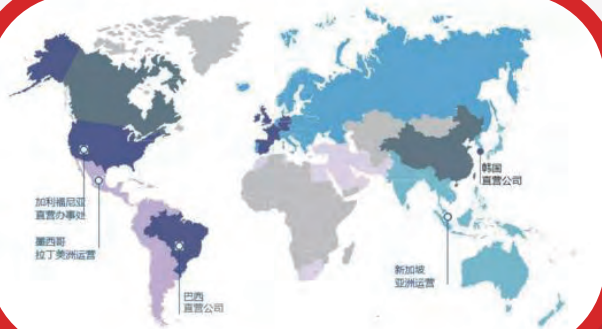 加利福尼亚
直营办事处
墨西哥
拉丁美洲运营
巴西
直营公司
韩国
直营公司
新加坡
亚洲运营